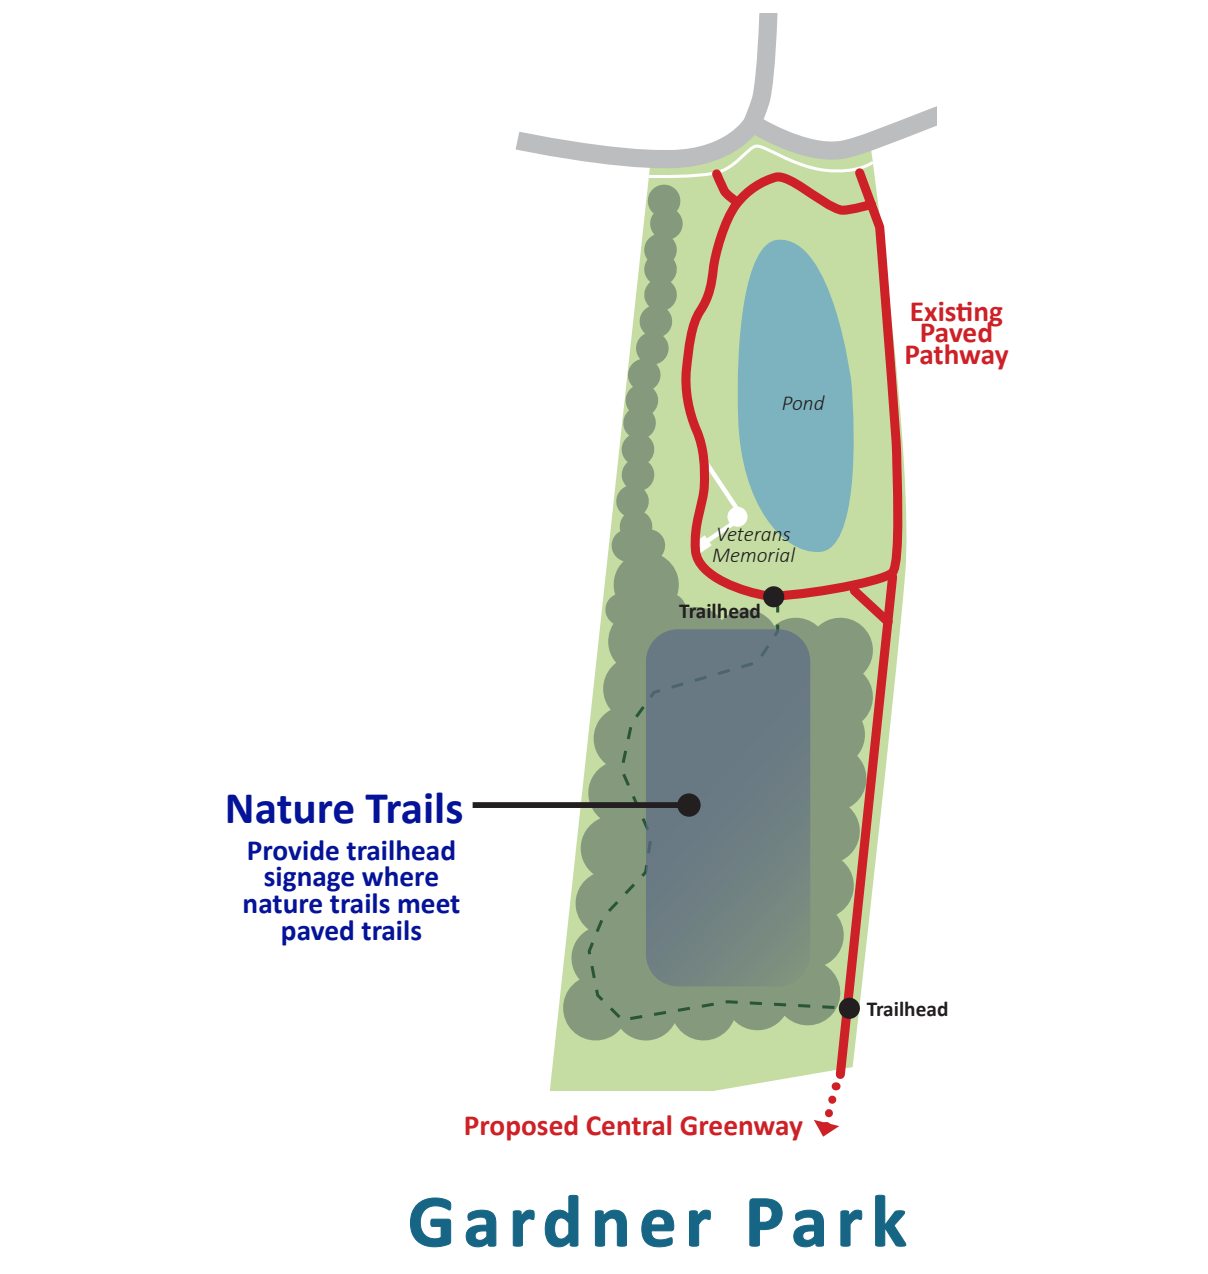 Existing
Paved
Pathway
Pond
Veterans
Memorial
Trailhead
Nature Trails
Provide trailhead
signage where
nature trails meet
paved trails
Trailhead
Proposed Central Greenway
Gardner Park